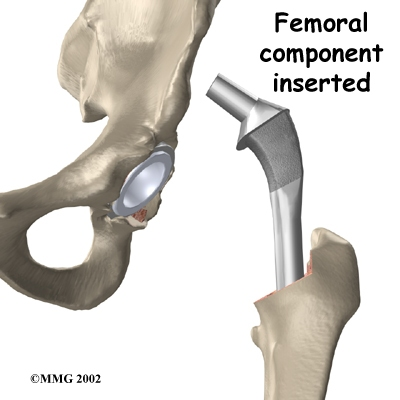 Femoral
component
inserted
©MMG 2002